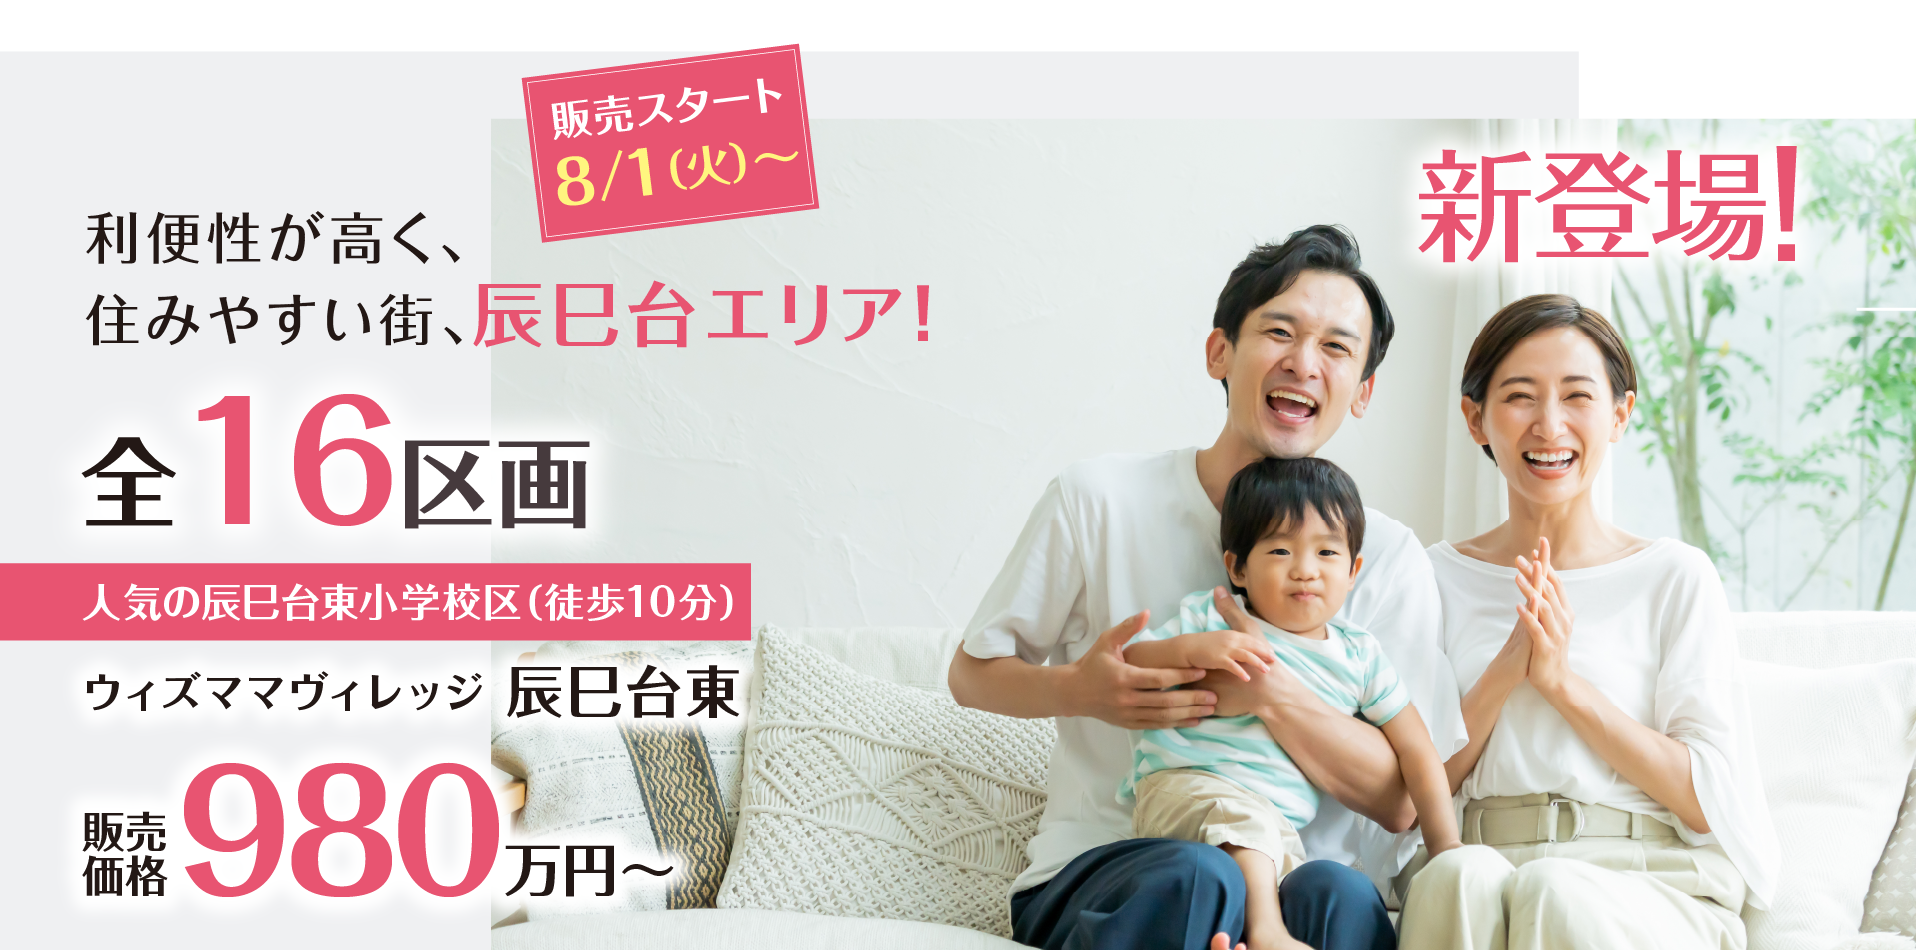 販売スタート
8/1(火)～
新登場!
利便性が高く、
住みやすい街、辰巳台エリア!
全16区画
人気の辰巳台東小学校区(徒歩10分)
ウィズママヴィレッジ 辰巳台東
販売
価格
980万円～